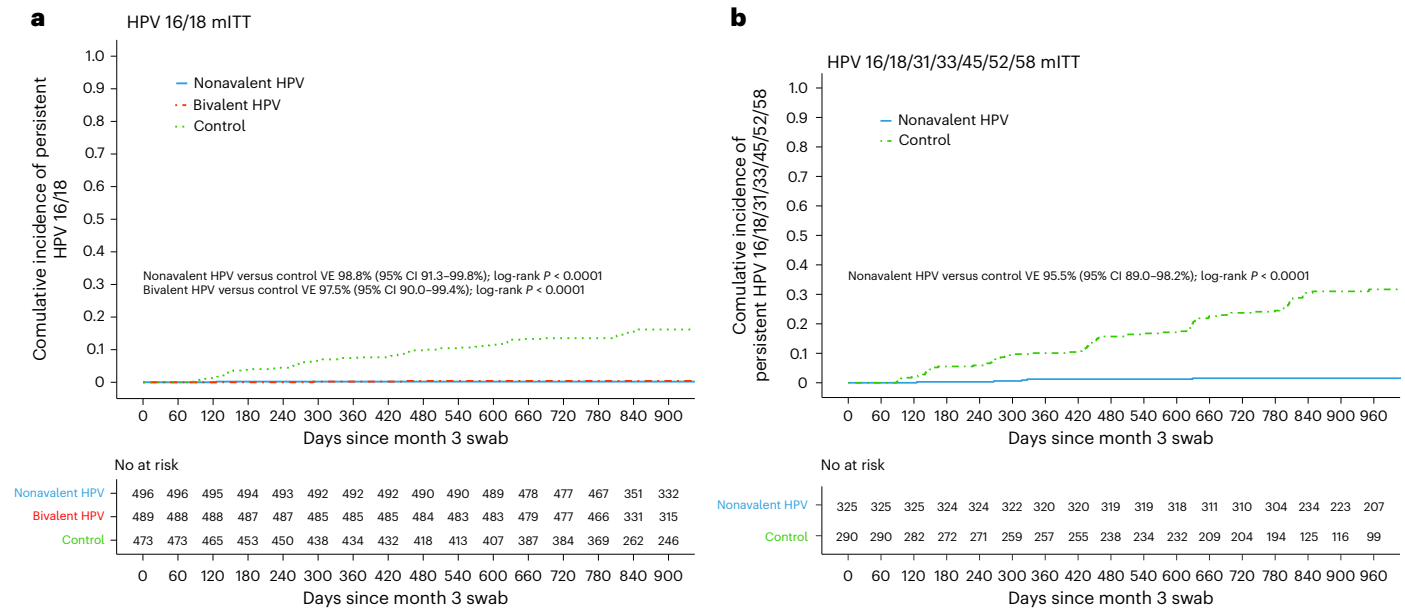 a
HPV 16/18 mITT
Comulative incidence of persistent
HPV 16/18
1.0
0.9
0.8
0.7
0.6
0.5
0.4
0.3
0.2
0.1
0
Nonavalent HPV
Bivalent HPV
Control
Nonavalent HPV versus control VE 98.8% (95% CI 91.3–99.8%); log-rank P < 0.0001
Bivalent HPV versus control VE 97.5% (95% CI 90.0–99.4%); log-rank P < 0.0001
0 60 120 180 240 300 360 420 480 540 600 660 720 780 840 900
Days since month 3 swab
No at risk
Nonavalent HPV 496 496 495 494 493 492 492 492 490 490 489 478 477 467 351 332
Bivalent HPV 489 488 488 487 487 485 485 485 484 483 483 479 477 466 331 315
Control 473 473 465 453 450 438 434 432 418 413 407 387 384 369 262 246
0 60 120 180 240 300 360 420 480 540 600 660 720 780 840 900
Days since month 3 swab
b
HPV 16/18/31/33/45/52/58 mITT
Comulative incidence of
persistent HPV 16/18/31/33/45/52/58
1.0
0.9
0.8
0.7
0.6
0.5
0.4
0.3
0.2
0.1
0
Nonavalent HPV
Control
Nonavalent HPV versus control VE 95.5% (95% CI 89.0–98.2%); log-rank P < 0.0001
0 60 120 180 240 300 360 420 480 540 600 660 720 780 840 900 960
Days since month 3 swab
No at risk
Nonavalent HPV 325 325 325 324 324 322 320 320 319 319 318 311 310 304 234 223 207
Control 290 290 282 272 271 259 257 255 238 234 232 209 204 194 125 116 99
0 60 120 180 240 300 360 420 480 540 600 660 720 780 840 900 960
Days since month 3 swab